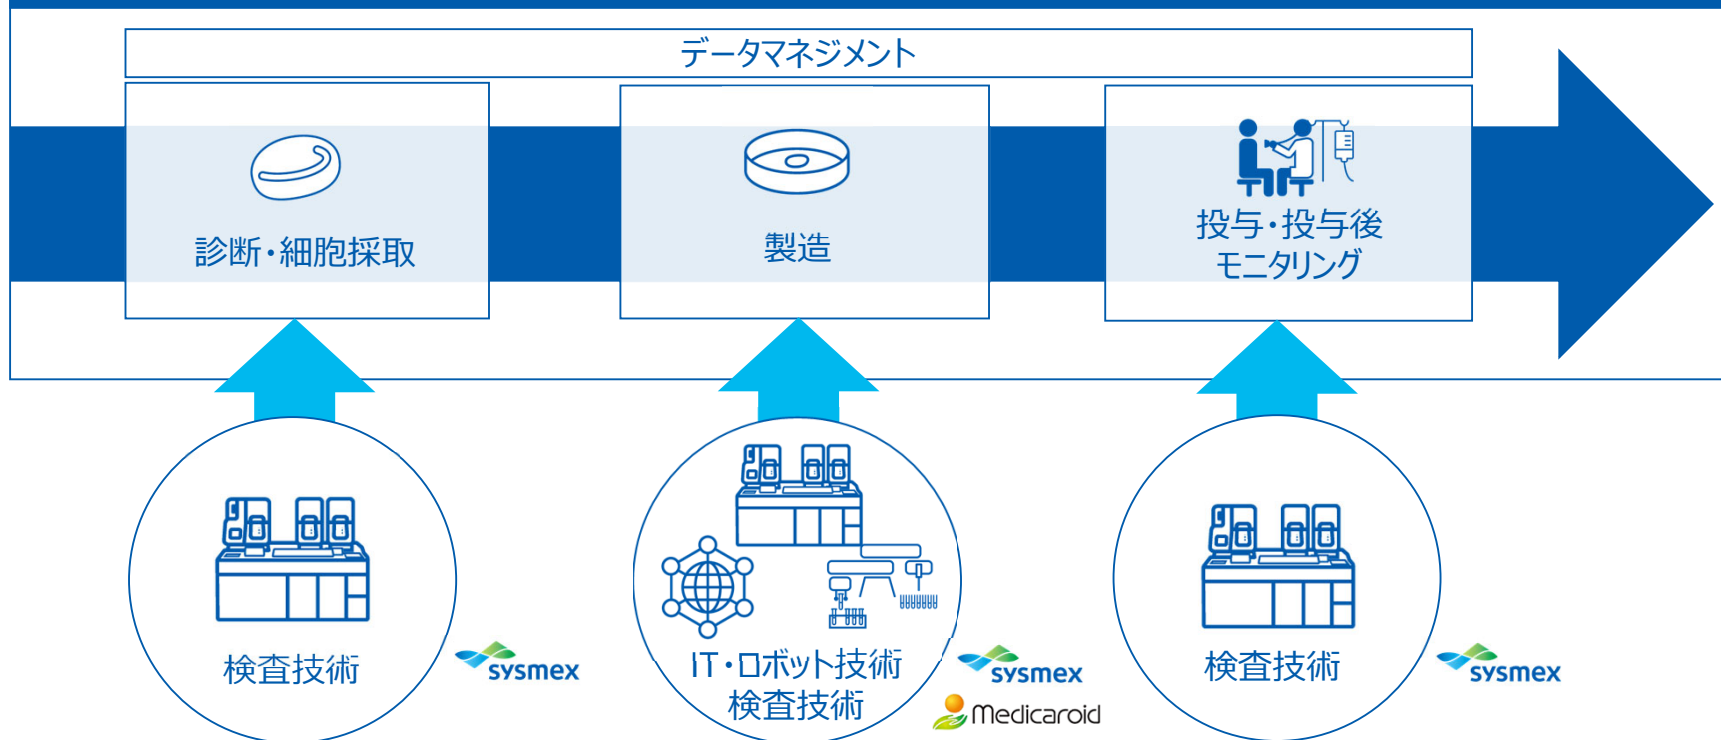 データマネジメント
診断・細胞採取
製造
投与・投与後
モニタリング
検査技術
sysmex
IT・ロボット技術
検査技術
sysmex
Medicaroid
検査技術
sysmex